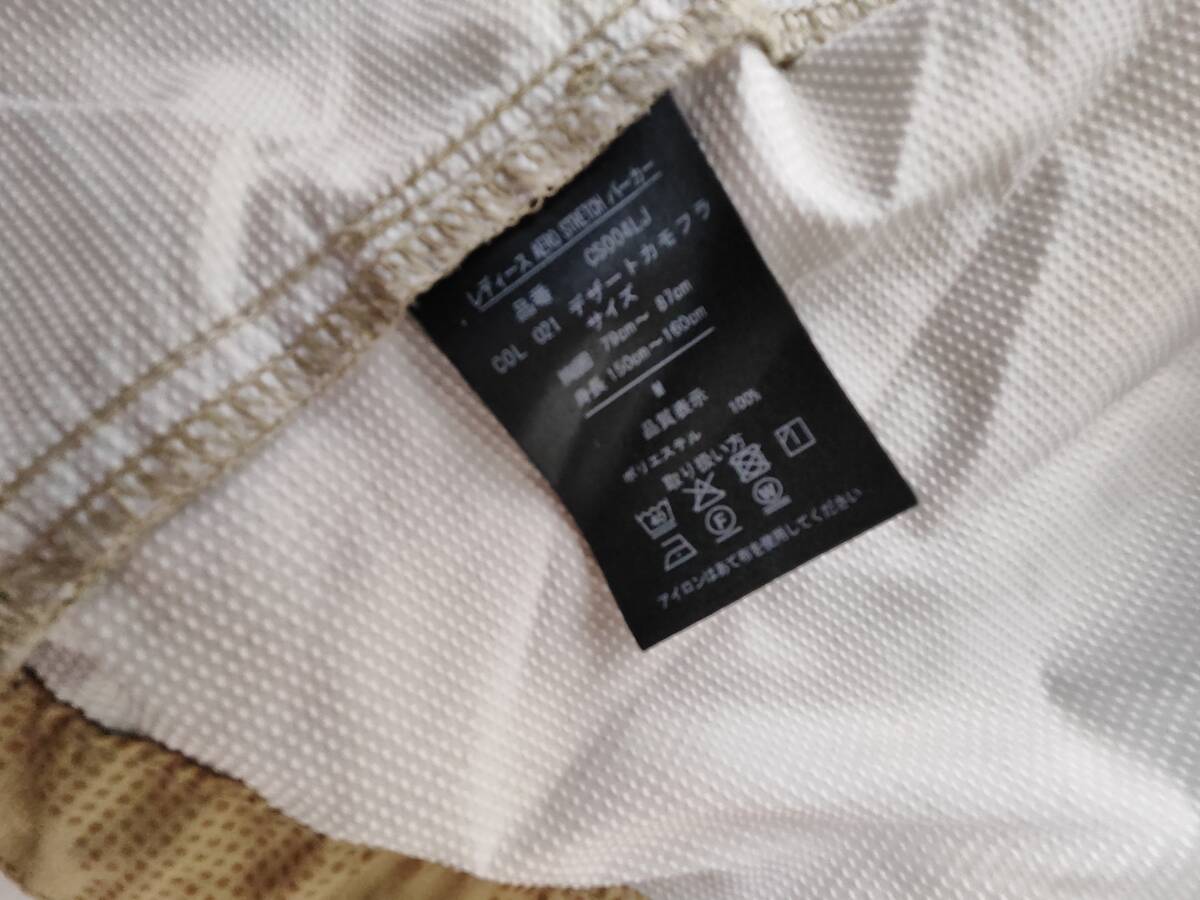 レディース AERO STRETCH パーカー
品番 CS004LJ
COL 021 デザートカモフラ
サイズ
79cm～ 87cm
身長 150cm～160cm
M
品質表示
ポリエステル 100%
取り扱い方
40
F W
アイロンはあて布を使用してください